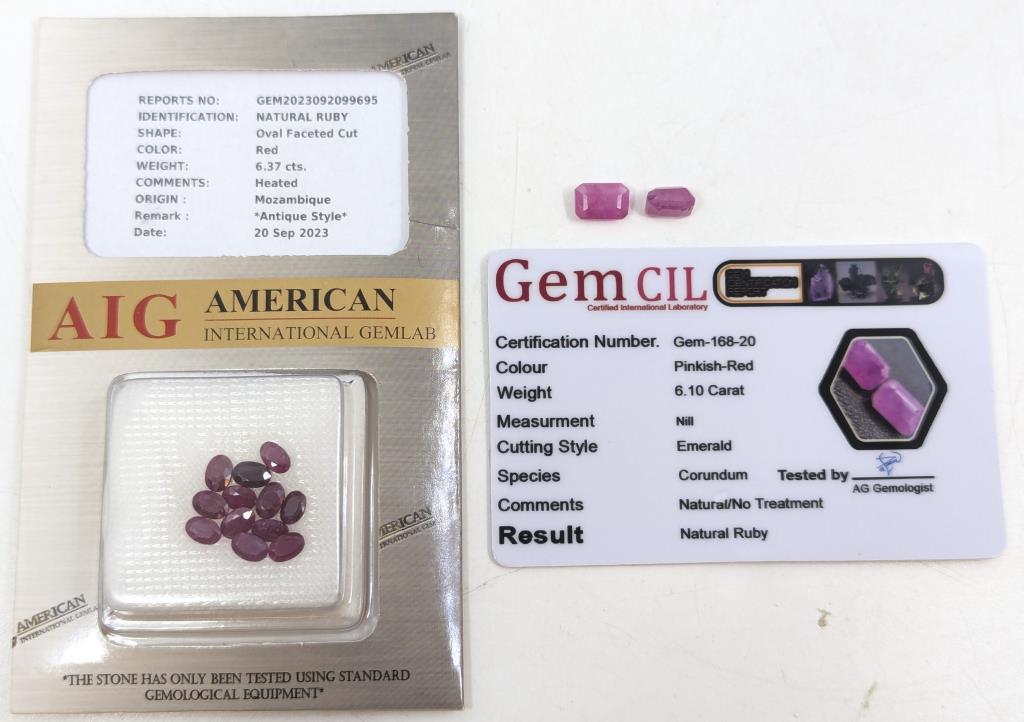 AMERICAN
REPORTS NO: GEM2023092099695
IDENTIFICATION: NATURAL RUBY
SHAPE: Oval Faceted Cut
COLOR: Red
WEIGHT: 6.37 cts.
COMMENTS: Heated
ORIGIN : Mozambique
Remark : *Antique Style*
Date: 20 Sep 2023
AIG AMERICAN
INTERNATIONAL GEMLAB
AMERICAN
INTERNATIONAL GEMLAB
*THE STONE HAS ONLY BEEN TESTED USING STANDARD
GEMOLOGICAL EQUIPMENT*
Gem CIL
Certified International Laboratory
Certification Number. Gem-168-20
Colour Pinkish-Red
Weight 6.10 Carat
Measurment Nill
Cutting Style Emerald
Species Corundum
Tested by
AG Gemologist
Comments Natural/No Treatment
Result Natural Ruby